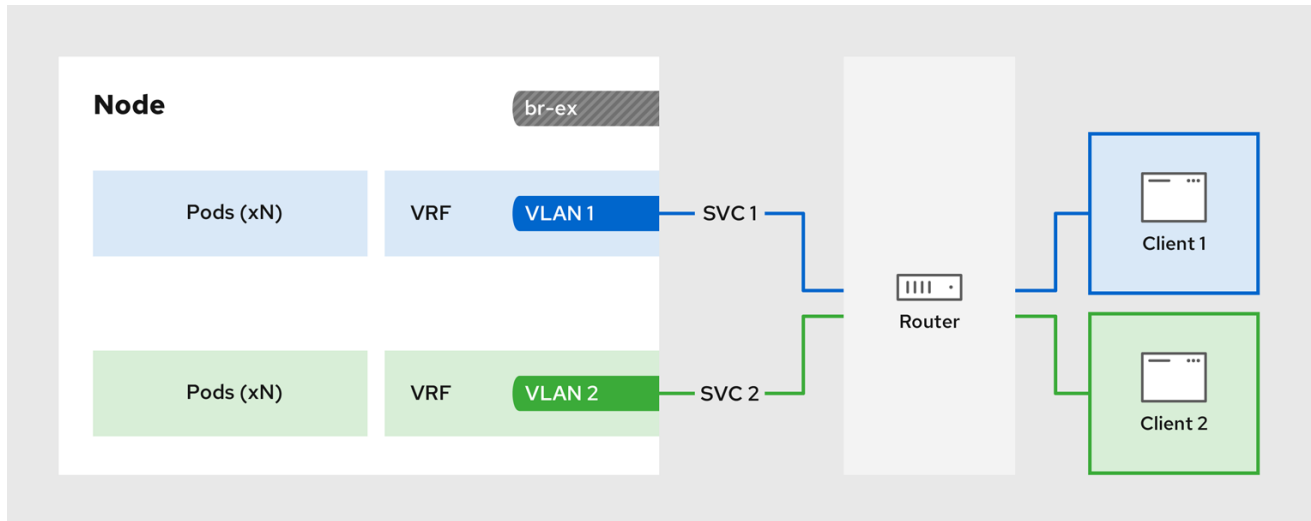 Node
br-ex
Pods (xN)
VRF
VLAN 1
SVC 1
Client 1
Router
Pods (xN)
VRF
VLAN 2
SVC 2
Client 2